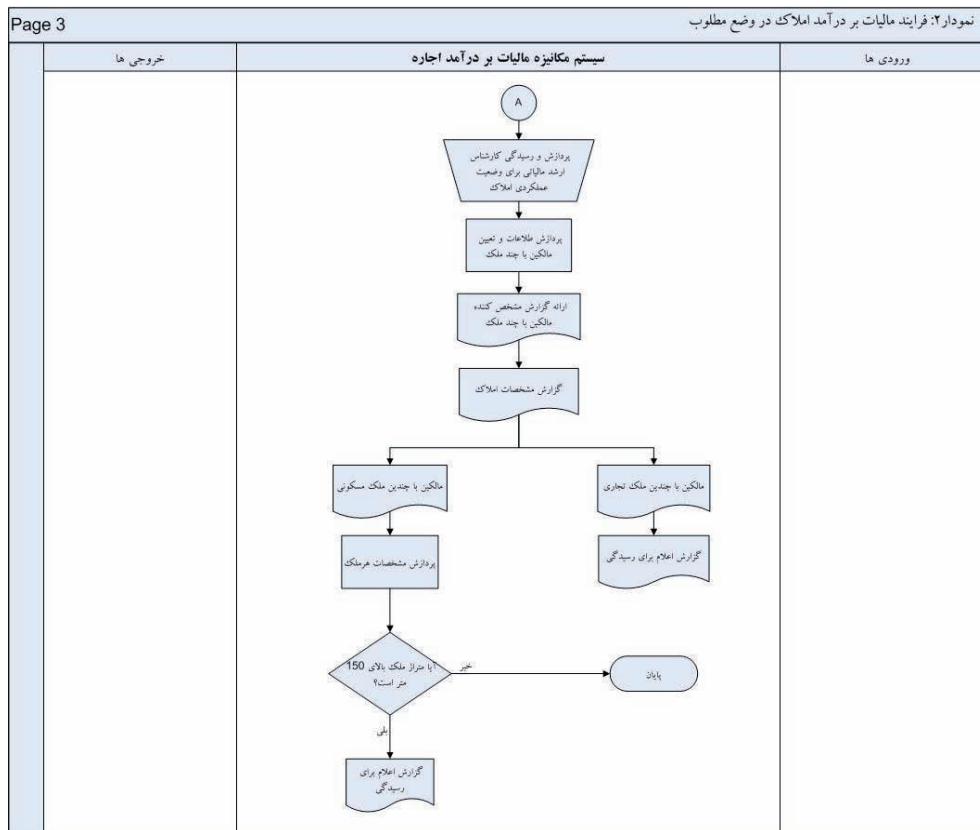 Page 3
نمودار۲: فرایند مالیات بر درآمد املاک در وضع مطلوب
ورودی ها
سیستم مکانیزه مالیات بر درآمد اجاره
خروجی ها
A
پردازش و رسیدگی کارشناس
ارشد مالیاتی برای وضعیت
عملکردی املاک
پردازش طلاعات و تعیین
مالکین با چند ملک
ارائه گزارش مشخص کننده
مالکین با چند ملک
گزارش مشخصات املاک
مالکین با چندین ملک تجاری
مالکین با چندین ملک مسکونی
گزارش اعلام برای رسیدگی
پردازش مشخصات هرملک
آیا متراژ ملک بالای 150
متر است؟
خیر
پایان
بلی
گزارش اعلام برای
رسیدگی